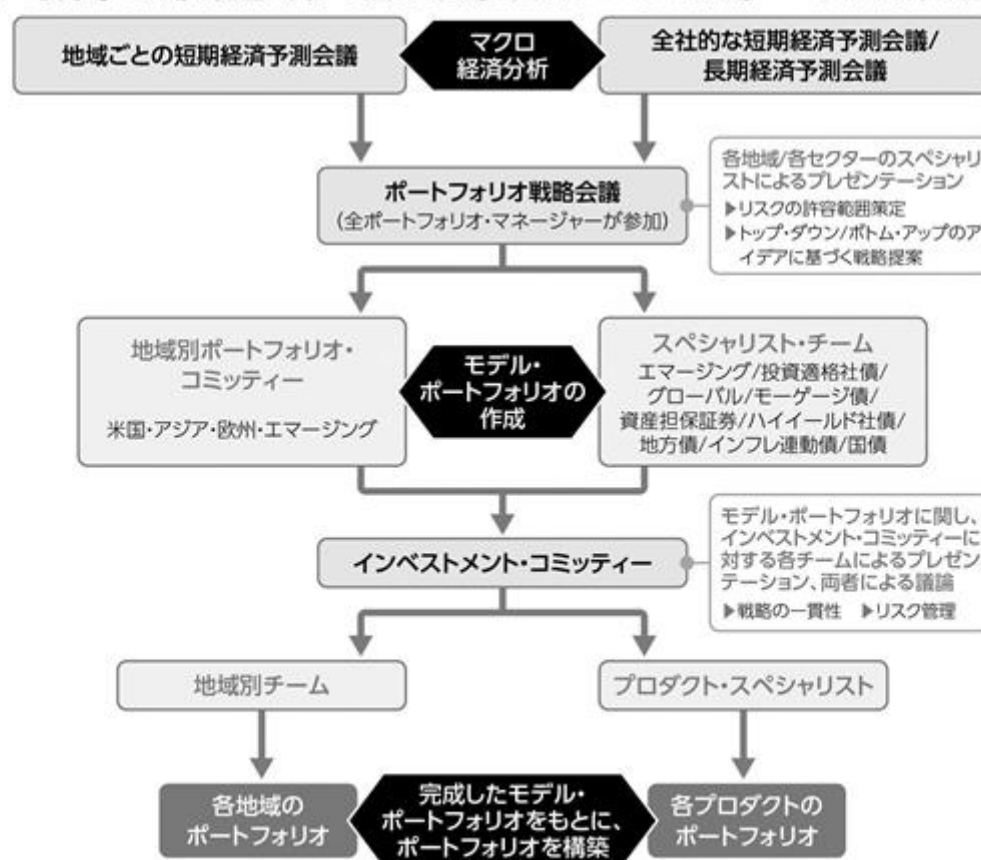 地域ごとの短期経済予測会議
マクロ
経済分析
全社的な短期経済予測会議/
長期経済予測会議
ポートフォリオ戦略会議
(全ポートフォリオ・マネージャーが参加)
各地域/各セクターのスペシャリ
ストによるプレゼンテーション
▶リスクの許容範囲策定
▶トップ・ダウン/ボトム・アップのア
イデアに基づく戦略提案
地域別ポートフォリオ・
コミッティー
米国・アジア・欧州・エマージング
モデル・
ポートフォリオの
作成
スペシャリスト・チーム
エマージング/投資適格社債/
グローバル/モーゲージ債/
資産担保証券/ハイイールド社債/
地方債/インフレ連動債/国債
インベストメント・コミッティー
モデル・ポートフォリオに関し、
インベストメント・コミッティーに
対する各チームによるプレゼン
テーション、両者による議論
▶戦略の一貫性 ▶リスク管理
地域別チーム
プロダクト・スペシャリスト
各地域の
ポートフォリオ
完成したモデル・
ポートフォリオをもとに、
ポートフォリオを構築
各プロダクトの
ポートフォリオ